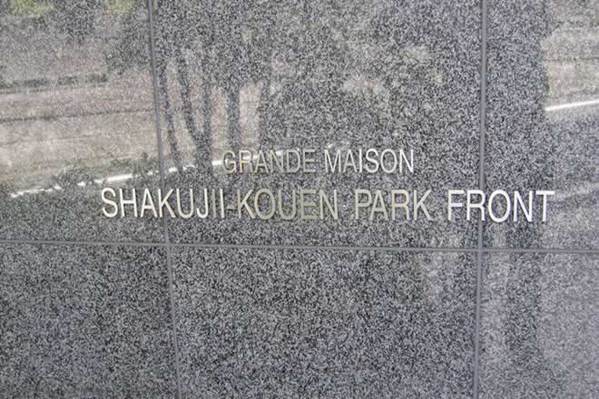 GRANDE MAISON
SHAKUJII-KOUEN PARK FRONT